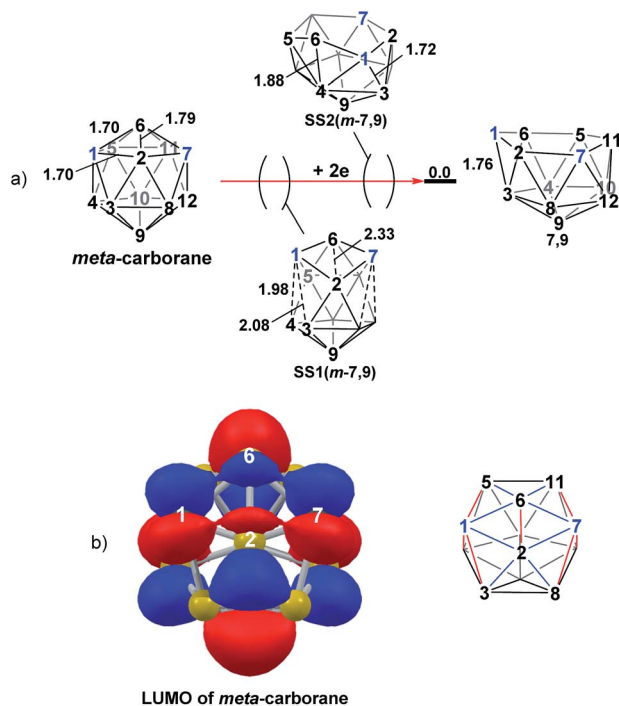 a)
7
5 6 2
1
1.72
1.88
4 3
9
SS2(m-7,9)
6
1.70 1.79
1 5 11 7
1.70 2
10
4 3 8 12
9
meta-carborane
+ 2e
0.0
1 6 5 11
2 7
1.76
3 4 10
8 12
9
7,9
6 2.33
1 7
5
1.98 2
2.08
4 3
9
SS1(m-7,9)
b)
6
1 7
2
LUMO of meta-carborane
5 11
6
1 7
2
3 8